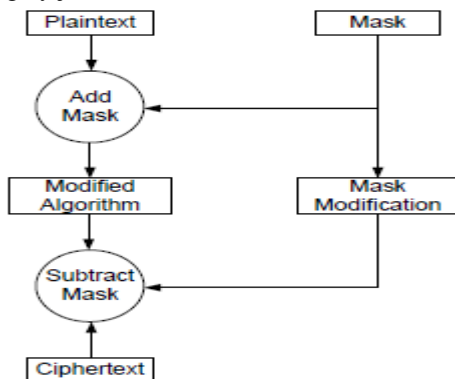 Plaintext
Mask
Add
Mask
Modified
Algorithm
Mask
Modification
Subtract
Mask
Ciphertext